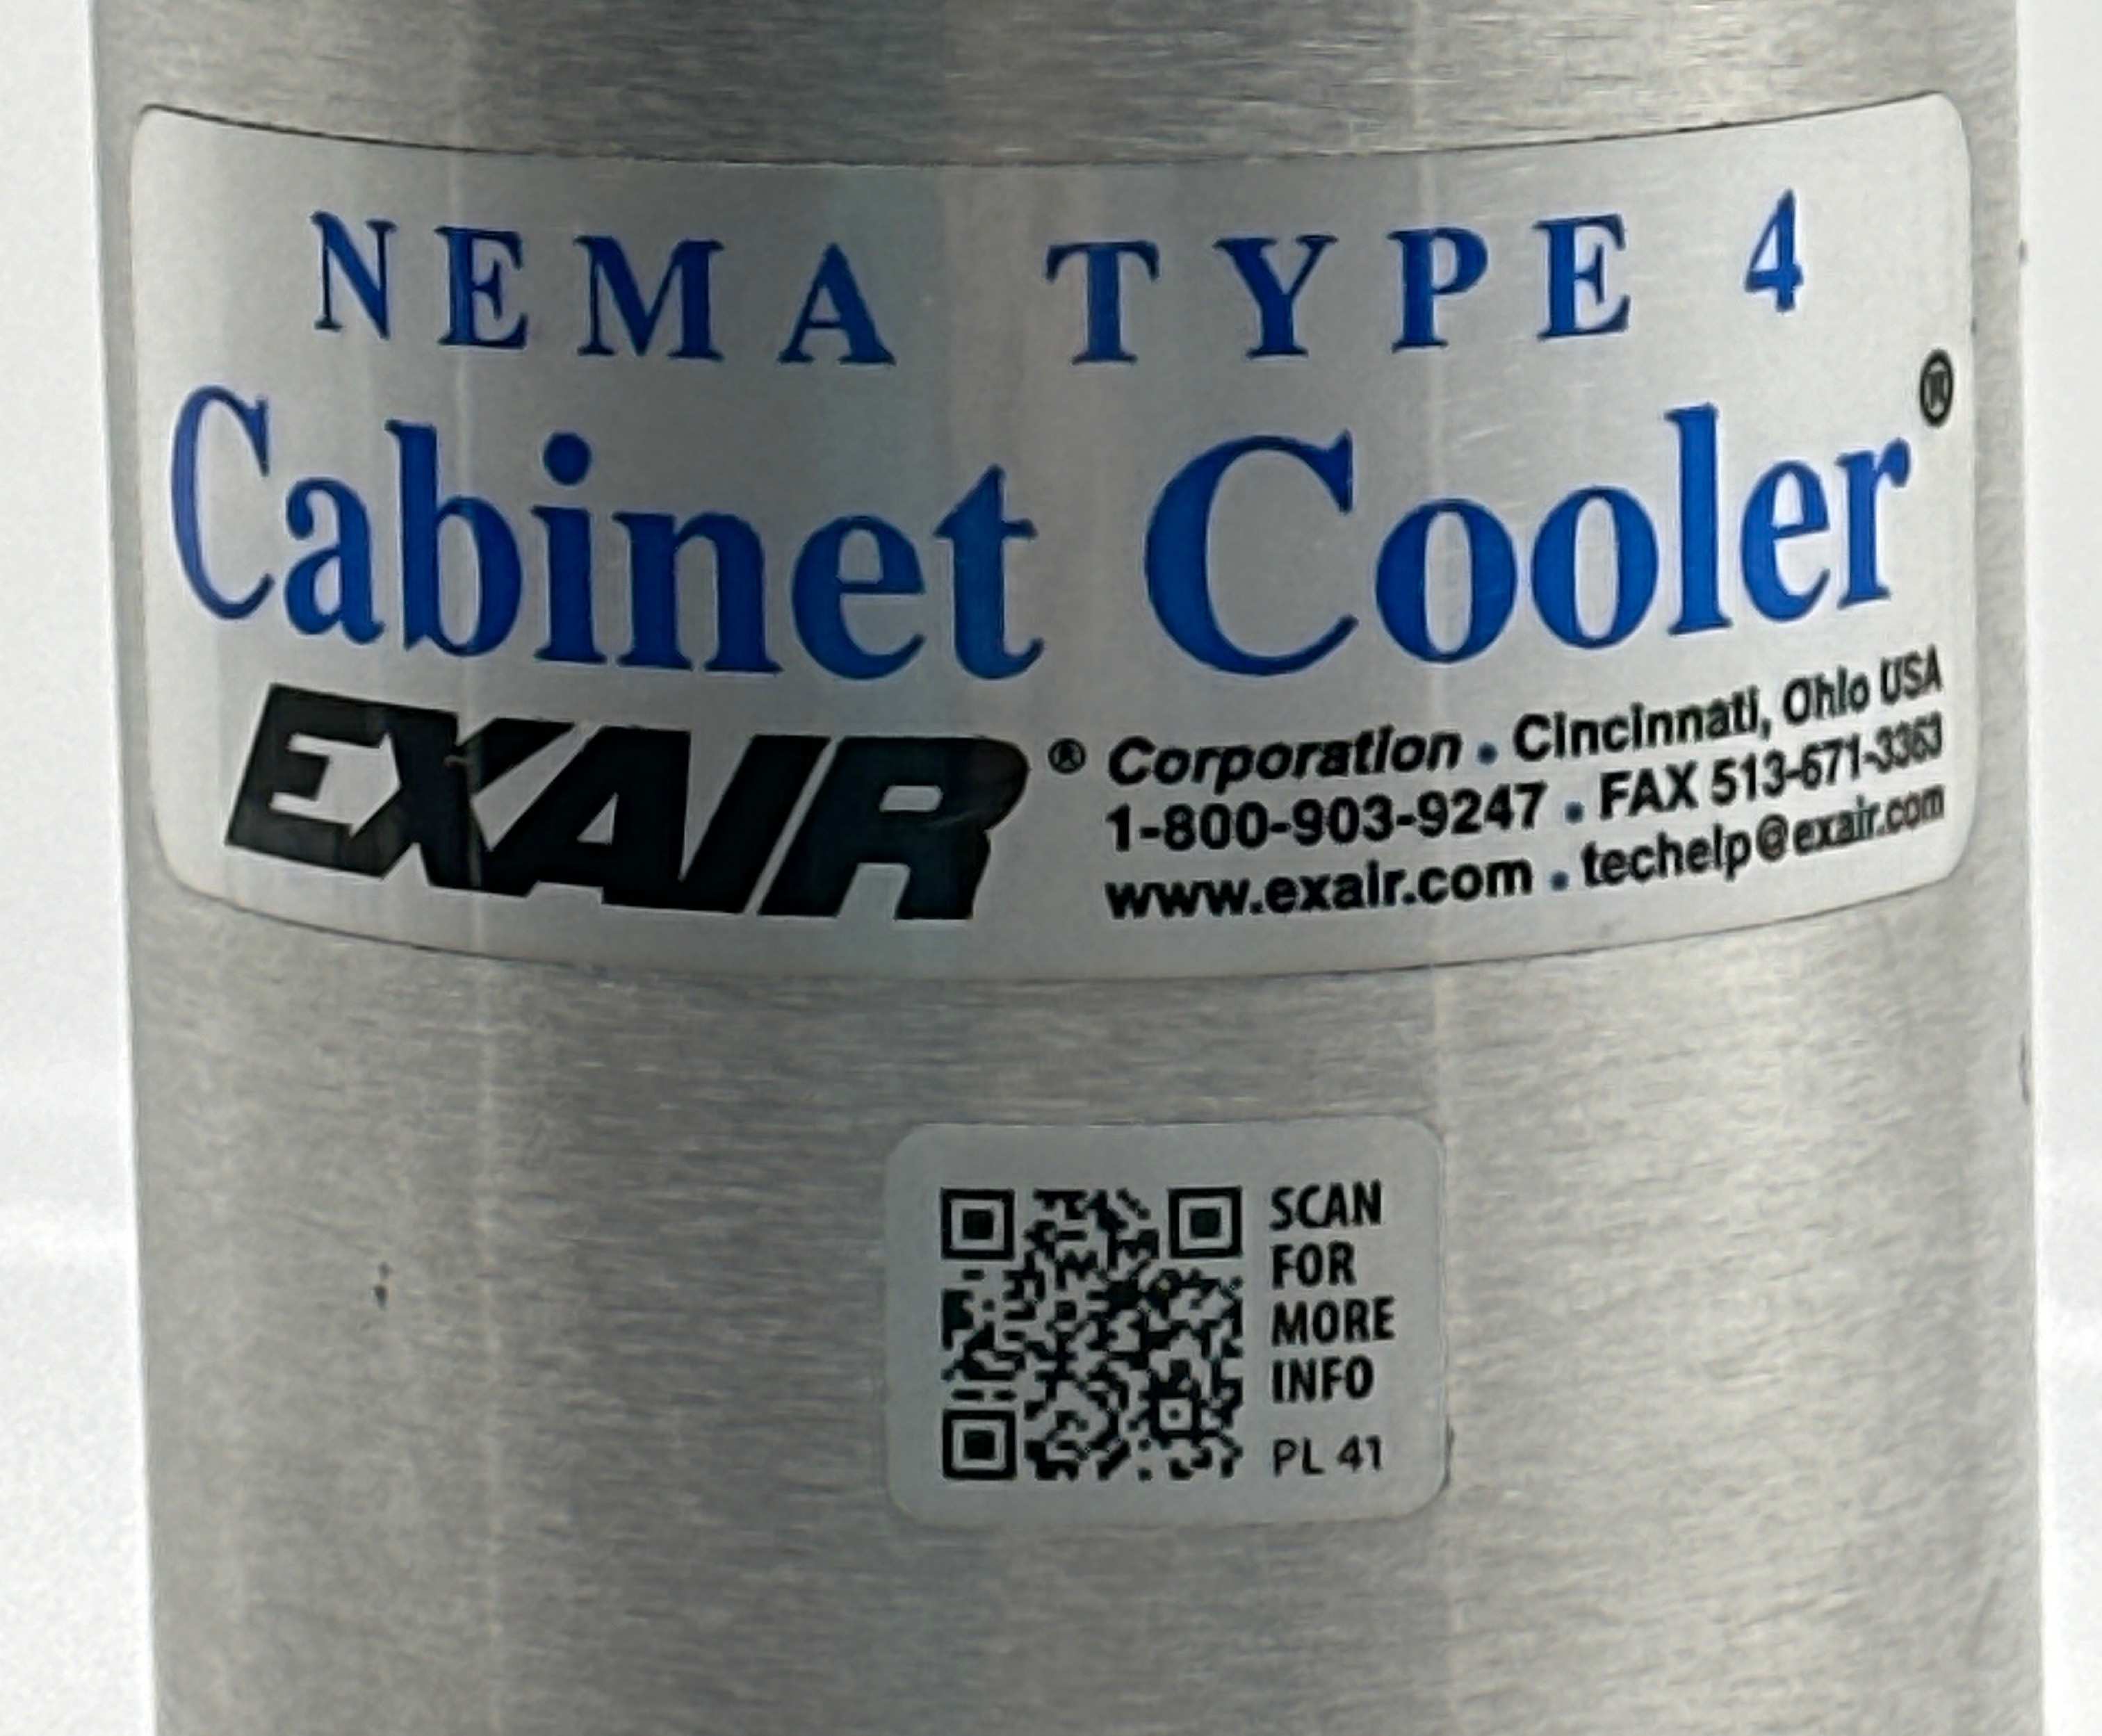 NEMA TYPE 4
Cabinet Cooler®
EXAIR® Corporation • Cincinnati, Ohio USA
1-800-903-9247 • FAX 513-671-3363
www.exair.com • techelp@exair.com
SCAN
FOR
MORE
INFO
PL 41